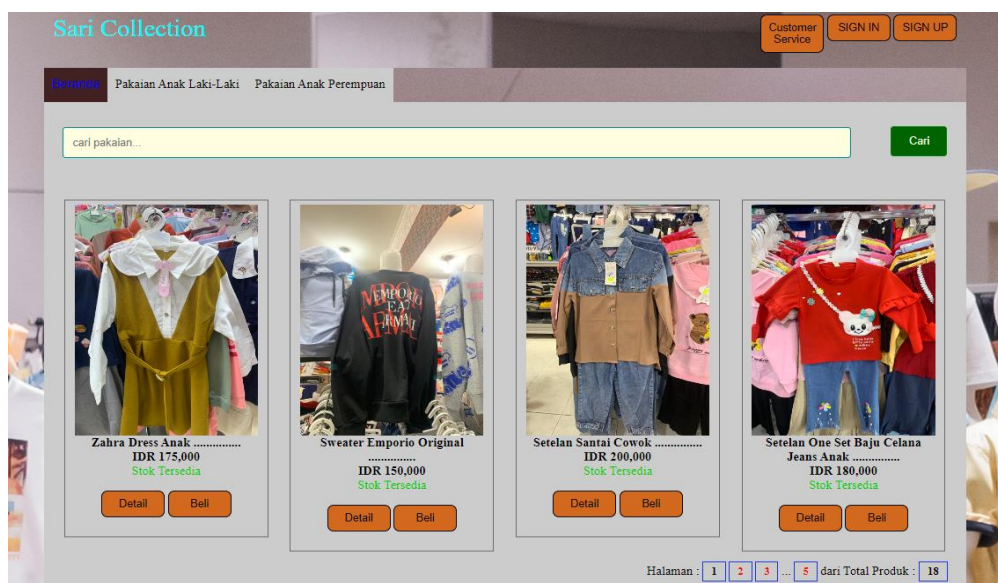 Sari Collection
Customer
Service
SIGN IN
SIGN UP
Beranda
Pakaian Anak Laki-Laki
Pakaian Anak Perempuan
cari pakaian...
Cari
EMPORIO
EA7
ARMANI
Zahra Dress Anak ...............
IDR 175,000
Stok Tersedia
Detail
Beli
Sweater Emporio Original
...............
IDR 150,000
Stok Tersedia
Detail
Beli
Setelan Santai Cowok ...............
IDR 200,000
Stok Tersedia
Detail
Beli
Setelan One Set Baju Celana
Jeans Anak ...............
IDR 180,000
Stok Tersedia
Detail
Beli
Halaman : 1 2 3 ... 5 dari Total Produk : 18